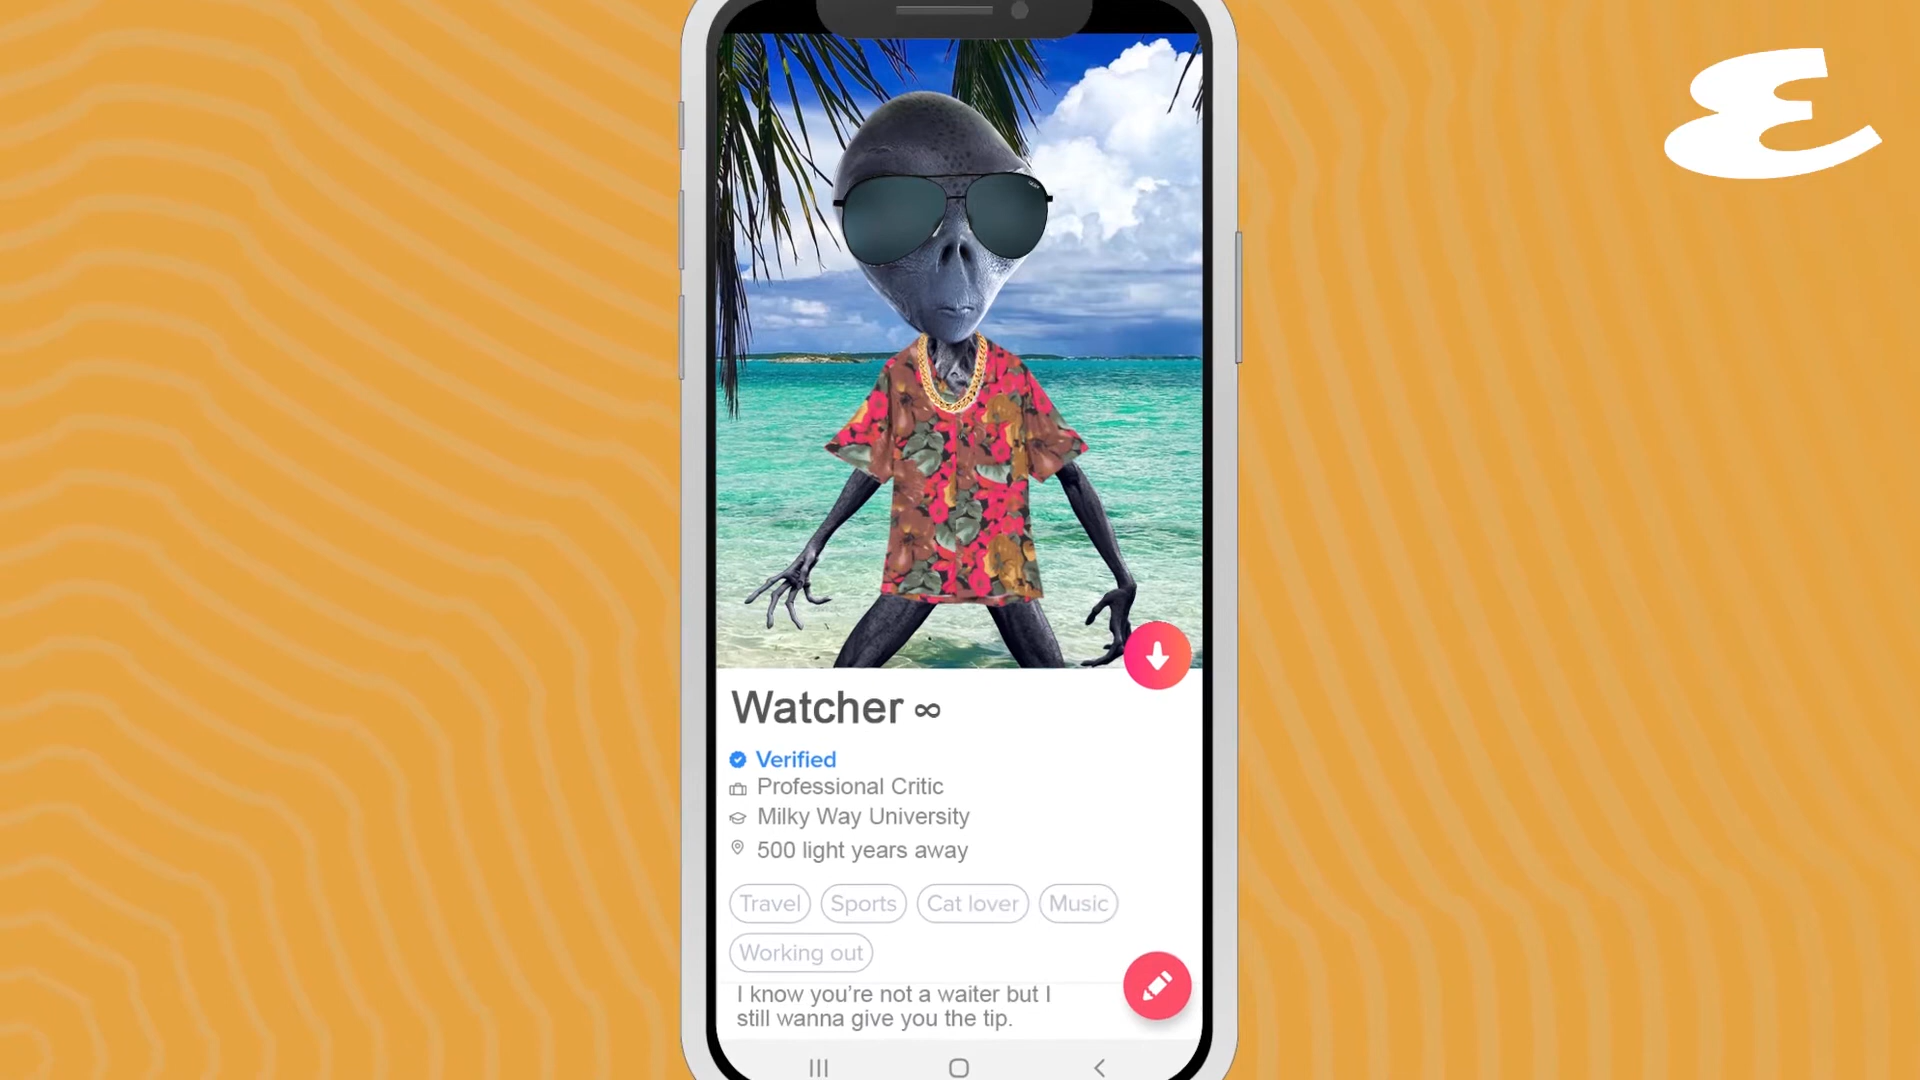 Watcher ∞
Verified
Professional Critic
Milky Way University
500 light years away
Travel Sports Cat lover Music
Working out
I know you're not a waiter but I
still wanna give you the tip.